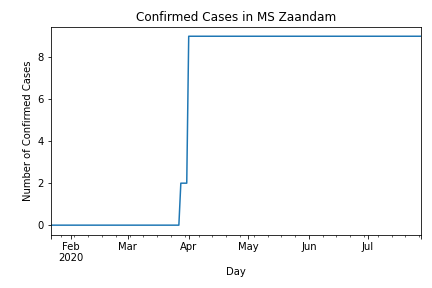 Confirmed Cases in MS Zaandam
Number of Confirmed Cases
8
6
4
2
0
Feb Mar Apr May Jun Jul
2020
Day